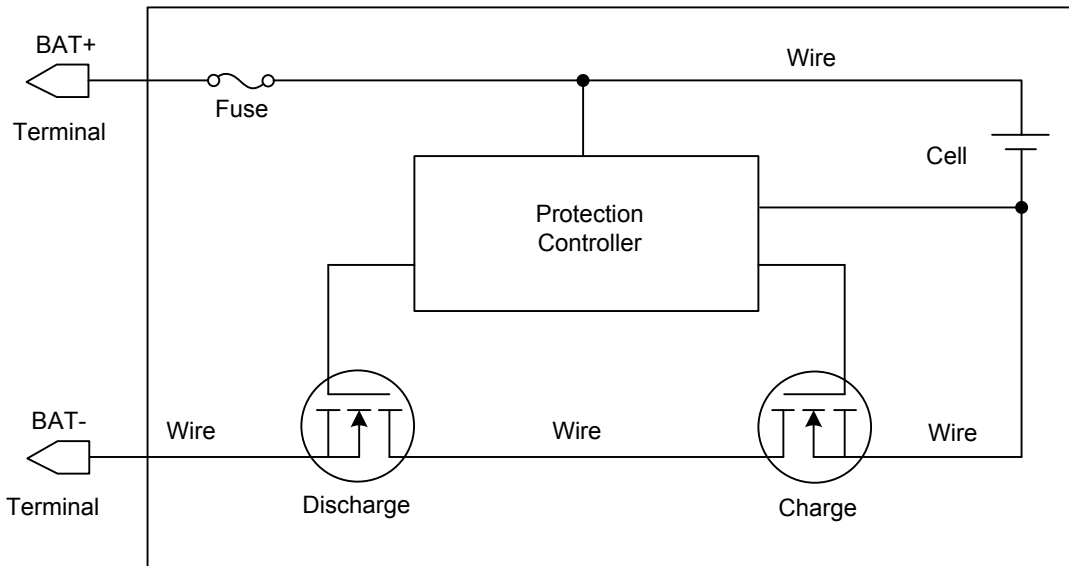 BAT+
Terminal
Fuse
Wire
Cell
Protection
Controller
BAT-
Terminal
Wire
Discharge
Wire
Charge
Wire